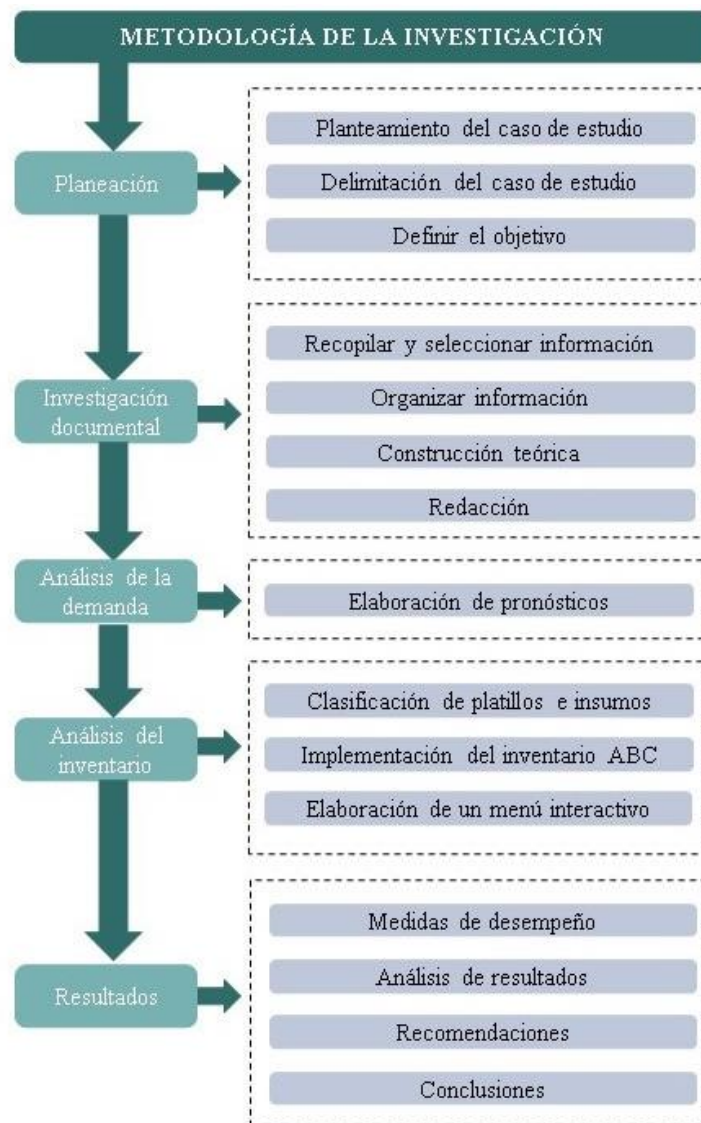 METODOLOGÍA DE LA INVESTIGACIÓN
Planeación
Planteamiento del caso de estudio
Delimitación del caso de estudio
Definir el objetivo
Investigación
documental
Recopilar y seleccionar información
Organizar información
Construcción teórica
Redacción
Análisis de la
demanda
Elaboración de pronósticos
Análisis del
inventario
Clasificación de platillos e insumos
Implementación del inventario ABC
Elaboración de un menú interactivo
Resultados
Medidas de desempeño
Análisis de resultados
Recomendaciones
Conclusiones